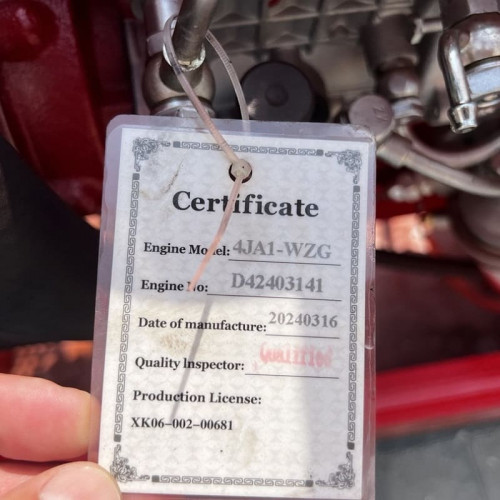 Certificate
Engine Model: 4JA1-WZG
Engine No: D42403141
Date of manufacture: 20240316
Quality Inspector: Qualified
Production License:
XK06-002-00681